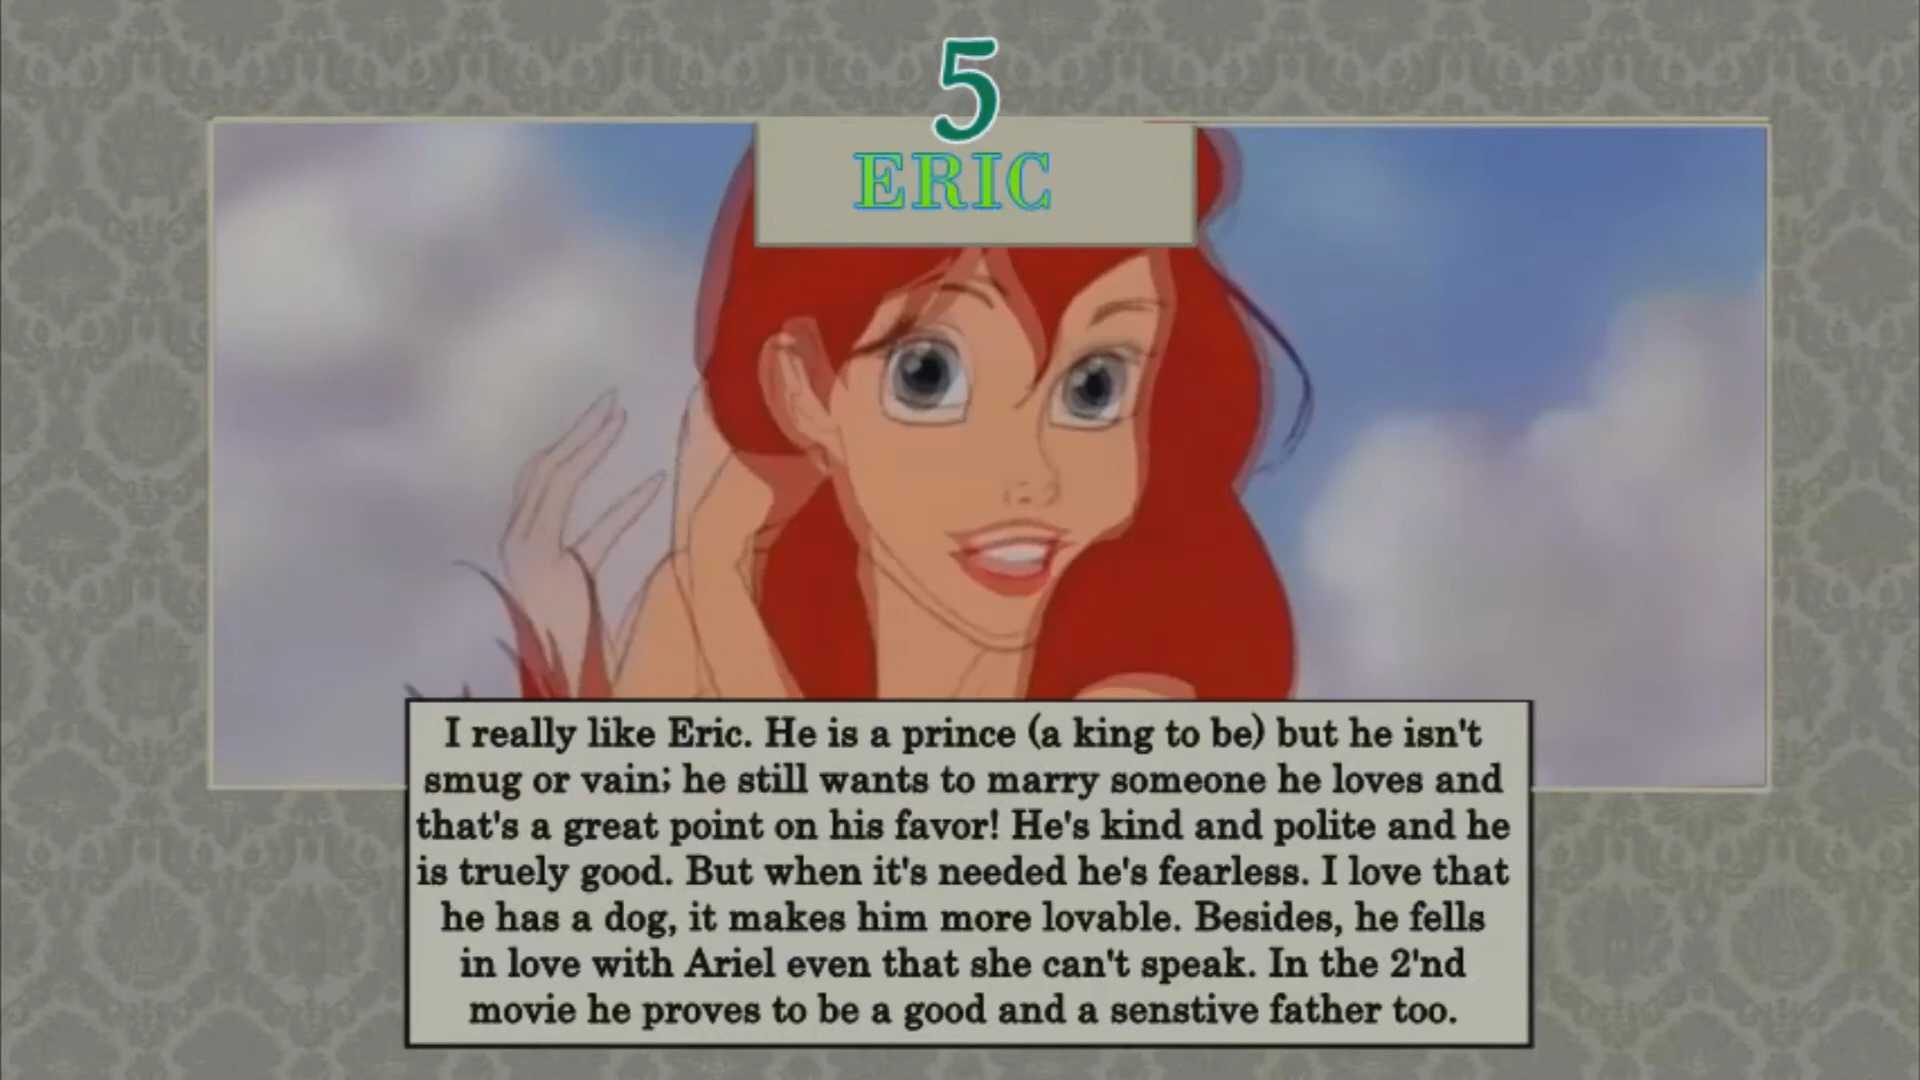 5
ERIC
I really like Eric. He is a prince (a king to be) but he isn't
smug or vain; he still wants to marry someone he loves and
that's a great point on his favor! He's kind and polite and he
is truely good. But when it's needed he's fearless. I love that
he has a dog, it makes him more lovable. Besides, he fells
in love with Ariel even that she can't speak. In the 2'nd
movie he proves to be a good and a senstive father too.